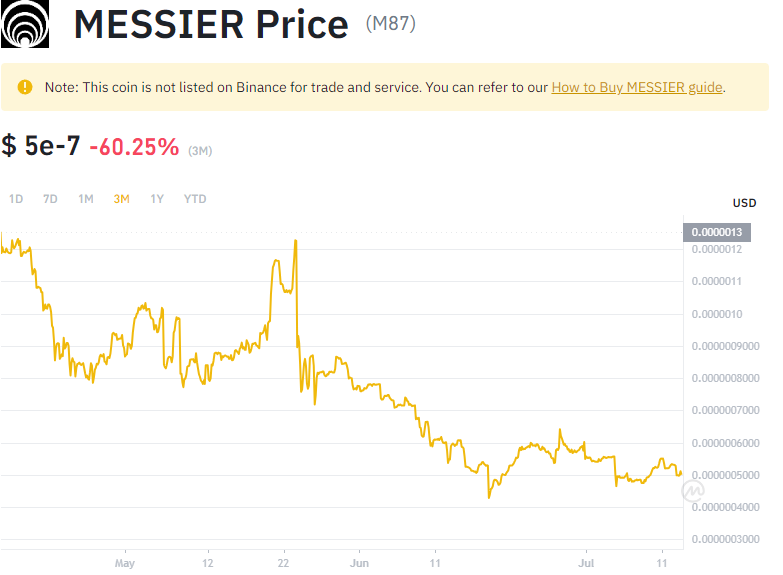 MESSIER Price (M87)
Note: This coin is not listed on Binance for trade and service. You can refer to our How to Buy MESSIER guide.
$ 5e-7 -60.25% (3M)
1D 7D 1M 3M 1Y YTD
USD
0.0000013
0.0000012
0.0000011
0.0000010
0.0000009000
0.0000008000
0.0000007000
0.0000006000
0.0000005000
0.0000004000
0.0000003000
May 12 22 Jun 11 Jul 11